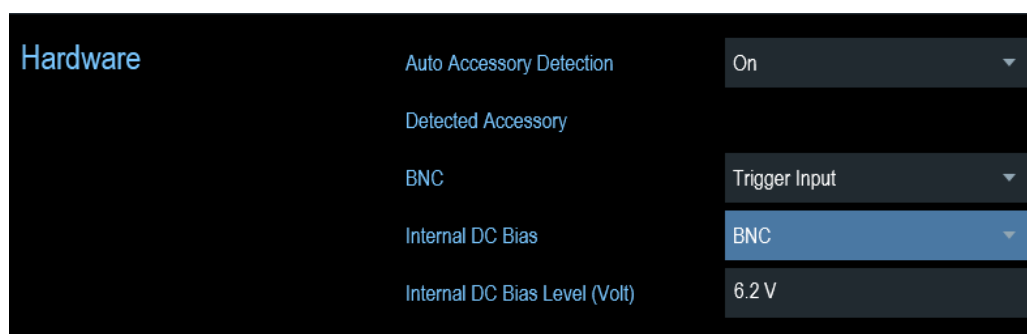 Hardware
Auto Accessory Detection On
Detected Accessory
BNC Trigger Input
Internal DC Bias BNC
Internal DC Bias Level (Volt) 6.2 V